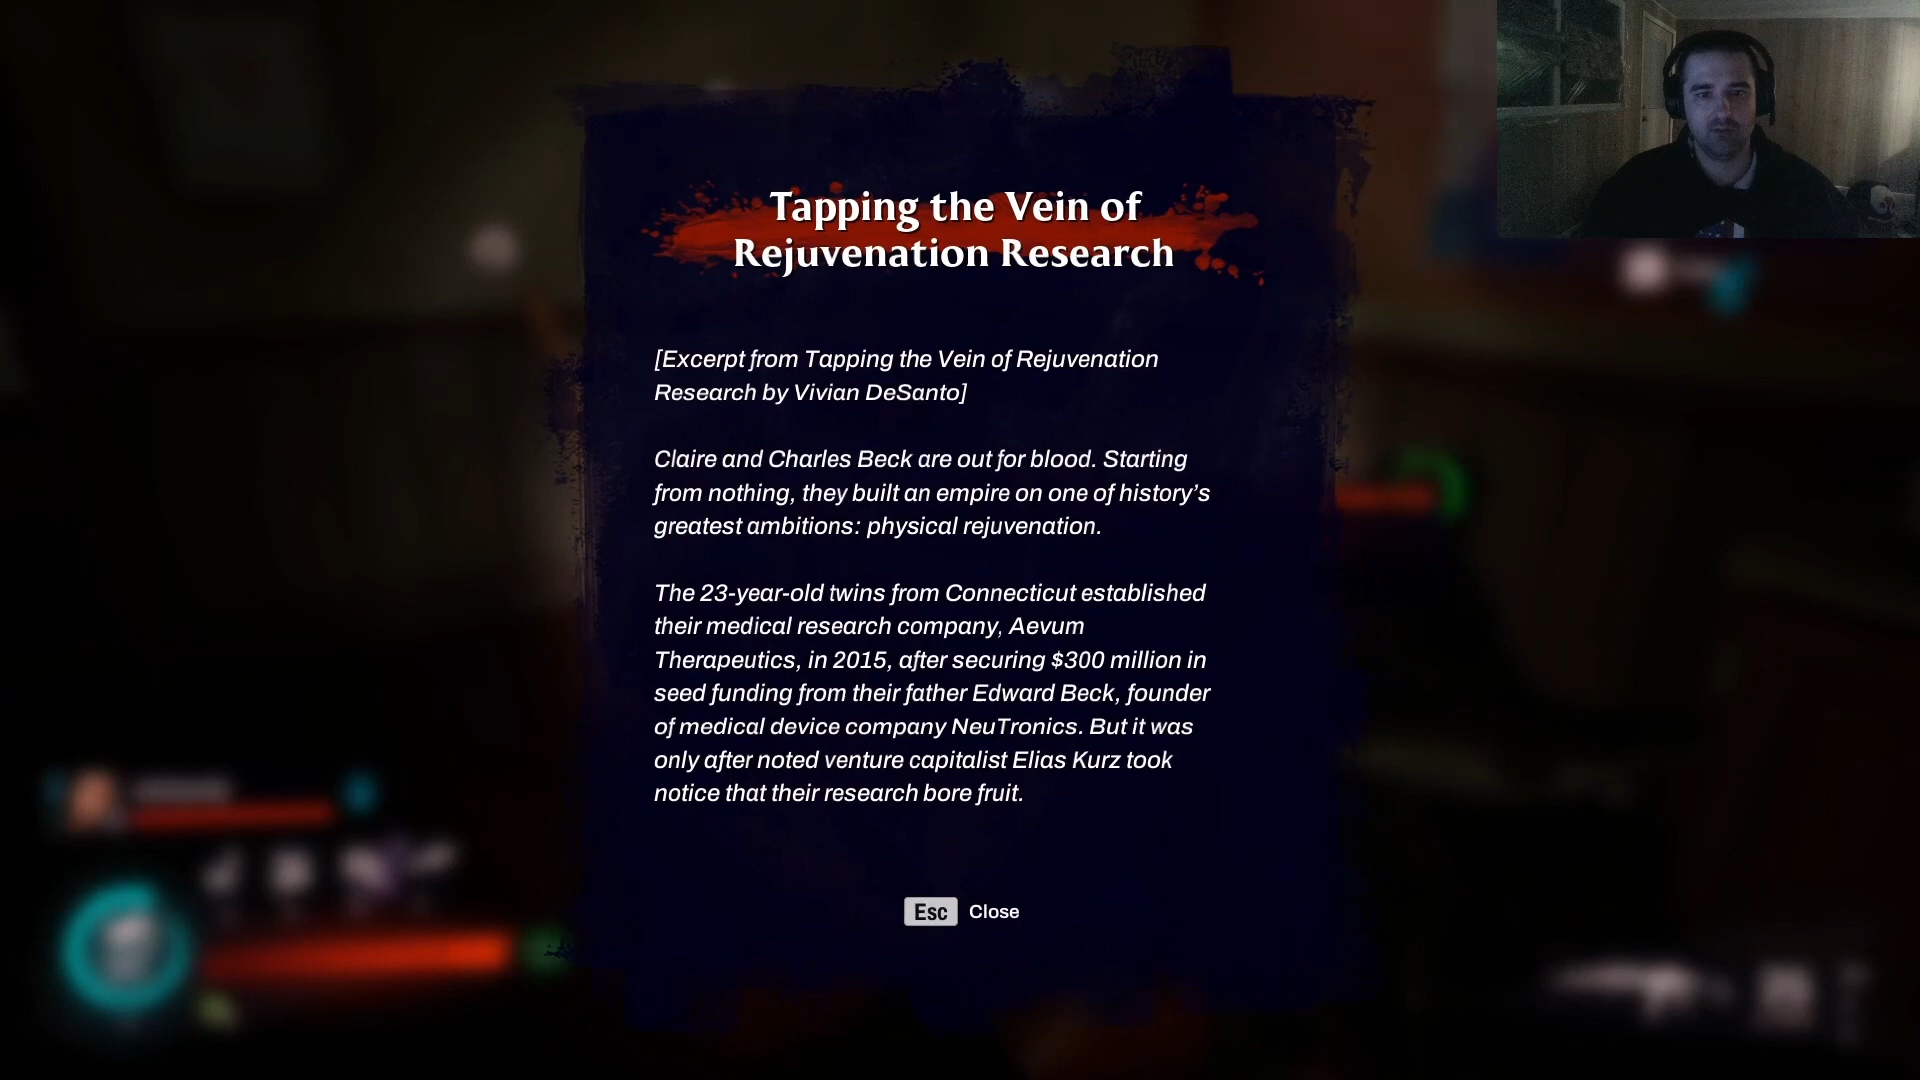 Tapping the Vein of
Rejuvenation Research
[Excerpt from Tapping the Vein of Rejuvenation
Research by Vivian DeSanto]
Claire and Charles Beck are out for blood. Starting
from nothing, they built an empire on one of history’s
greatest ambitions: physical rejuvenation.
The 23-year-old twins from Connecticut established
their medical research company, Aevum
Therapeutics, in 2015, after securing $300 million in
seed funding from their father Edward Beck, founder
of medical device company NeuTronics. But it was
only after noted venture capitalist Elias Kurz took
notice that their research bore fruit.
Esc Close